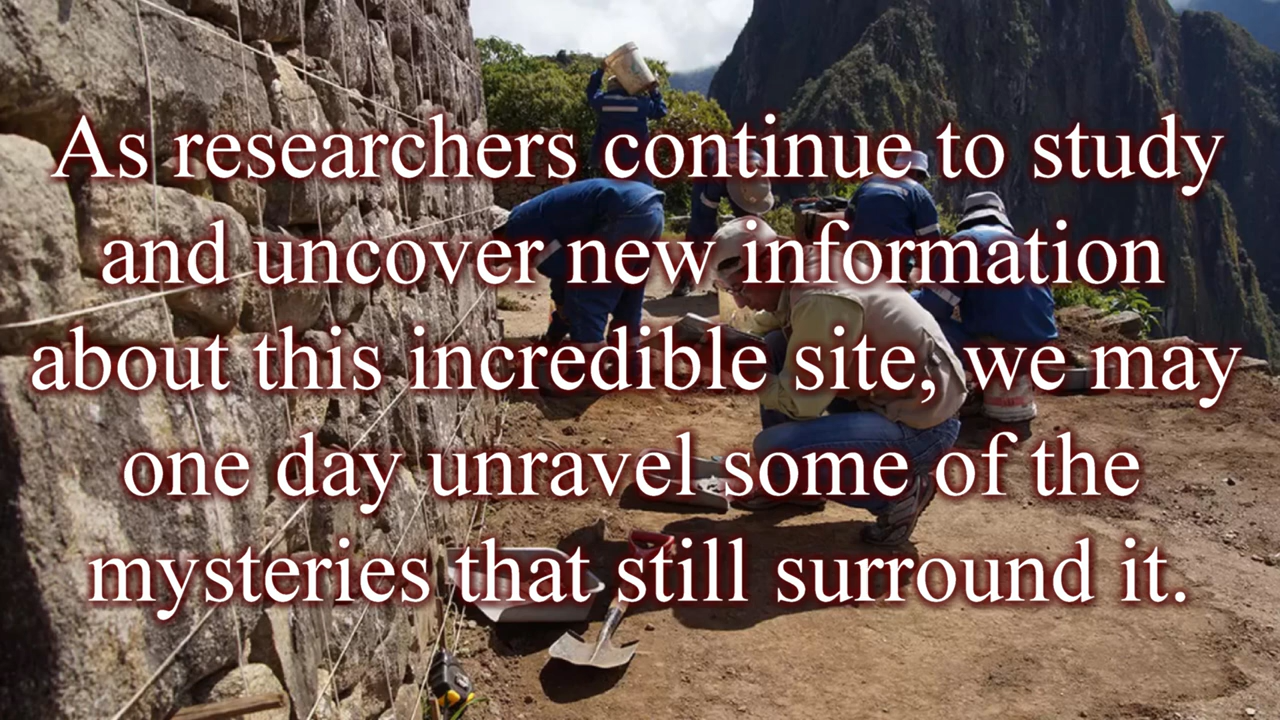 As researchers continue to study
and uncover new information
about this incredible site, we may
one day unravel some of the
mysteries that still surround it.